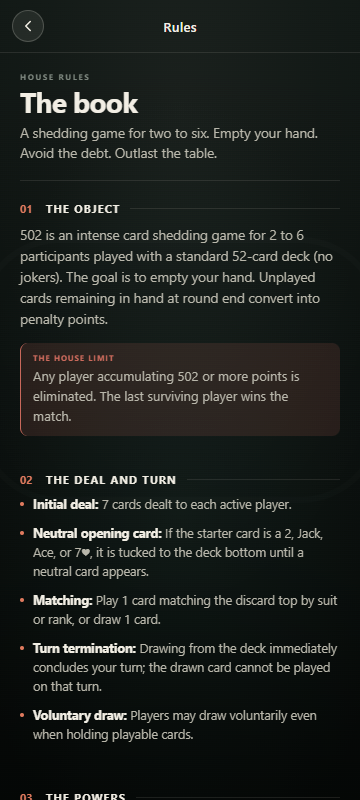 Rules
HOUSE RULES
The book
A shedding game for two to six. Empty your hand.
Avoid the debt. Outlast the table.
01 THE OBJECT
502 is an intense card shedding game for 2 to 6
participants played with a standard 52-card deck (no
jokers). The goal is to empty your hand. Unplayed
cards remaining in hand at round end convert into
penalty points.
THE HOUSE LIMIT
Any player accumulating 502 or more points is
eliminated. The last surviving player wins the
match.
02 THE DEAL AND TURN
• Initial deal: 7 cards dealt to each active player.
• Neutral opening card: If the starter card is a 2, Jack,
Ace, or 7♥, it is tucked to the deck bottom until a
neutral card appears.
• Matching: Play 1 card matching the discard top by suit
or rank, or draw 1 card.
• Turn termination: Drawing from the deck immediately
concludes your turn; the drawn card cannot be played
on that turn.
• Voluntary draw: Players may draw voluntarily even
when holding playable cards.
03 THE POWERS